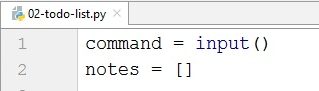 02-todo-list.py
1 command = input()
2 notes = []